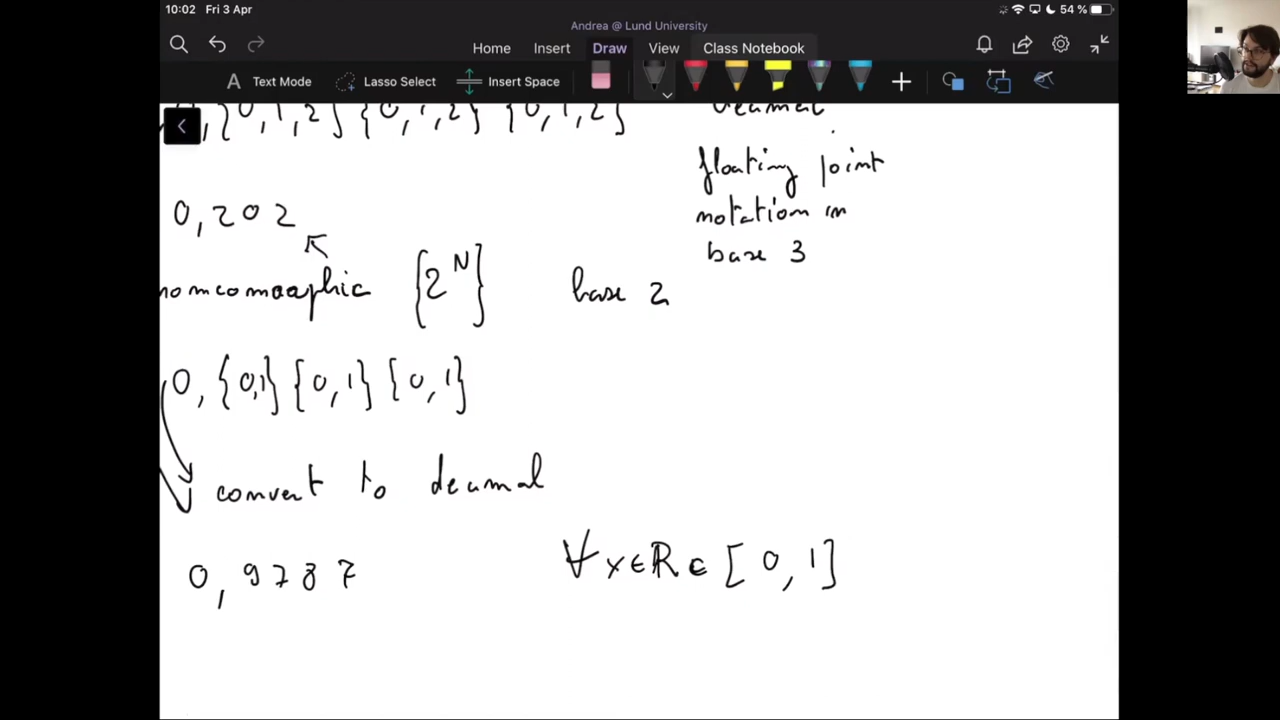 10:02 Fri 3 Apr
54 %
Andrea @ Lund University
Home Insert Draw View Class Notebook
Text Mode Lasso Select Insert Space
0, {0, 1, 2} {0, 1, 2} {0, 1, 2}
decimal
floating point
notation in
base 3
0, 202
{2^N} base 2
0, {0,1} {0, 1} {0, 1}
convert to decimal
0, 9787
∀ x ∈ ℝ ∈ [0, 1]